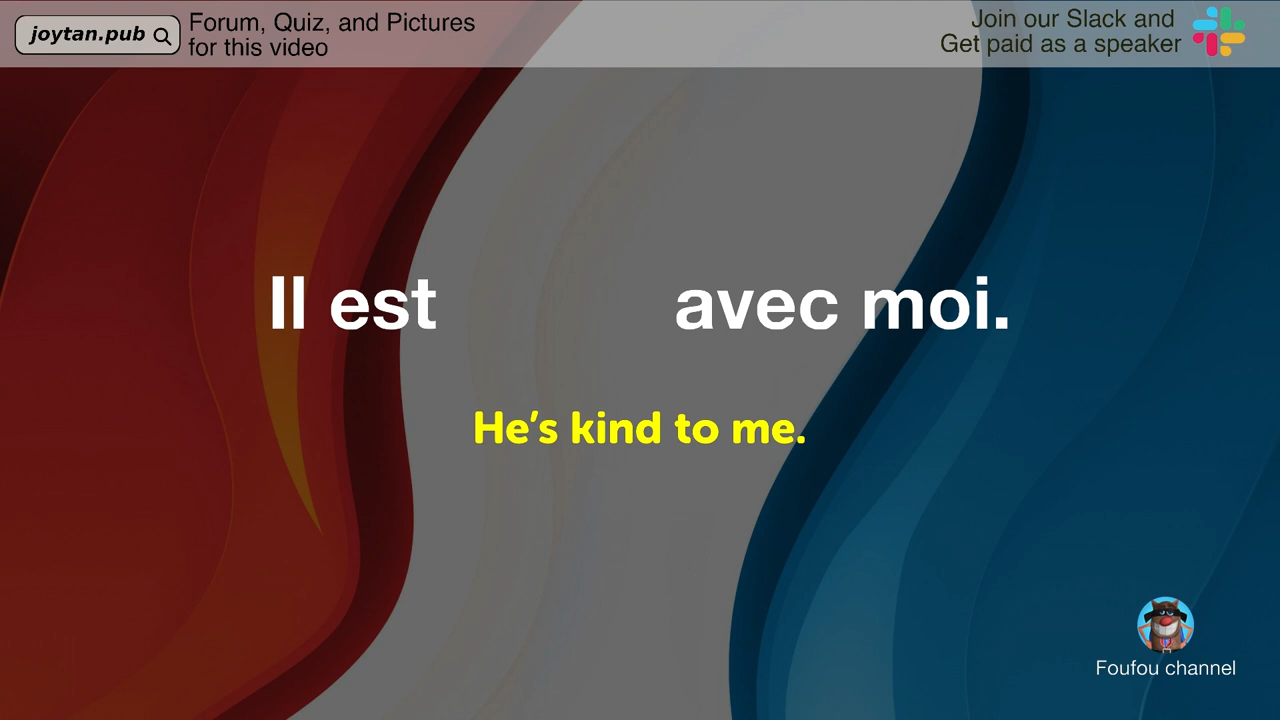 joytan.pub
Forum, Quiz, and Pictures
for this video
Join our Slack and
Get paid as a speaker
Il est avec moi.
He's kind to me.
Foufou channel